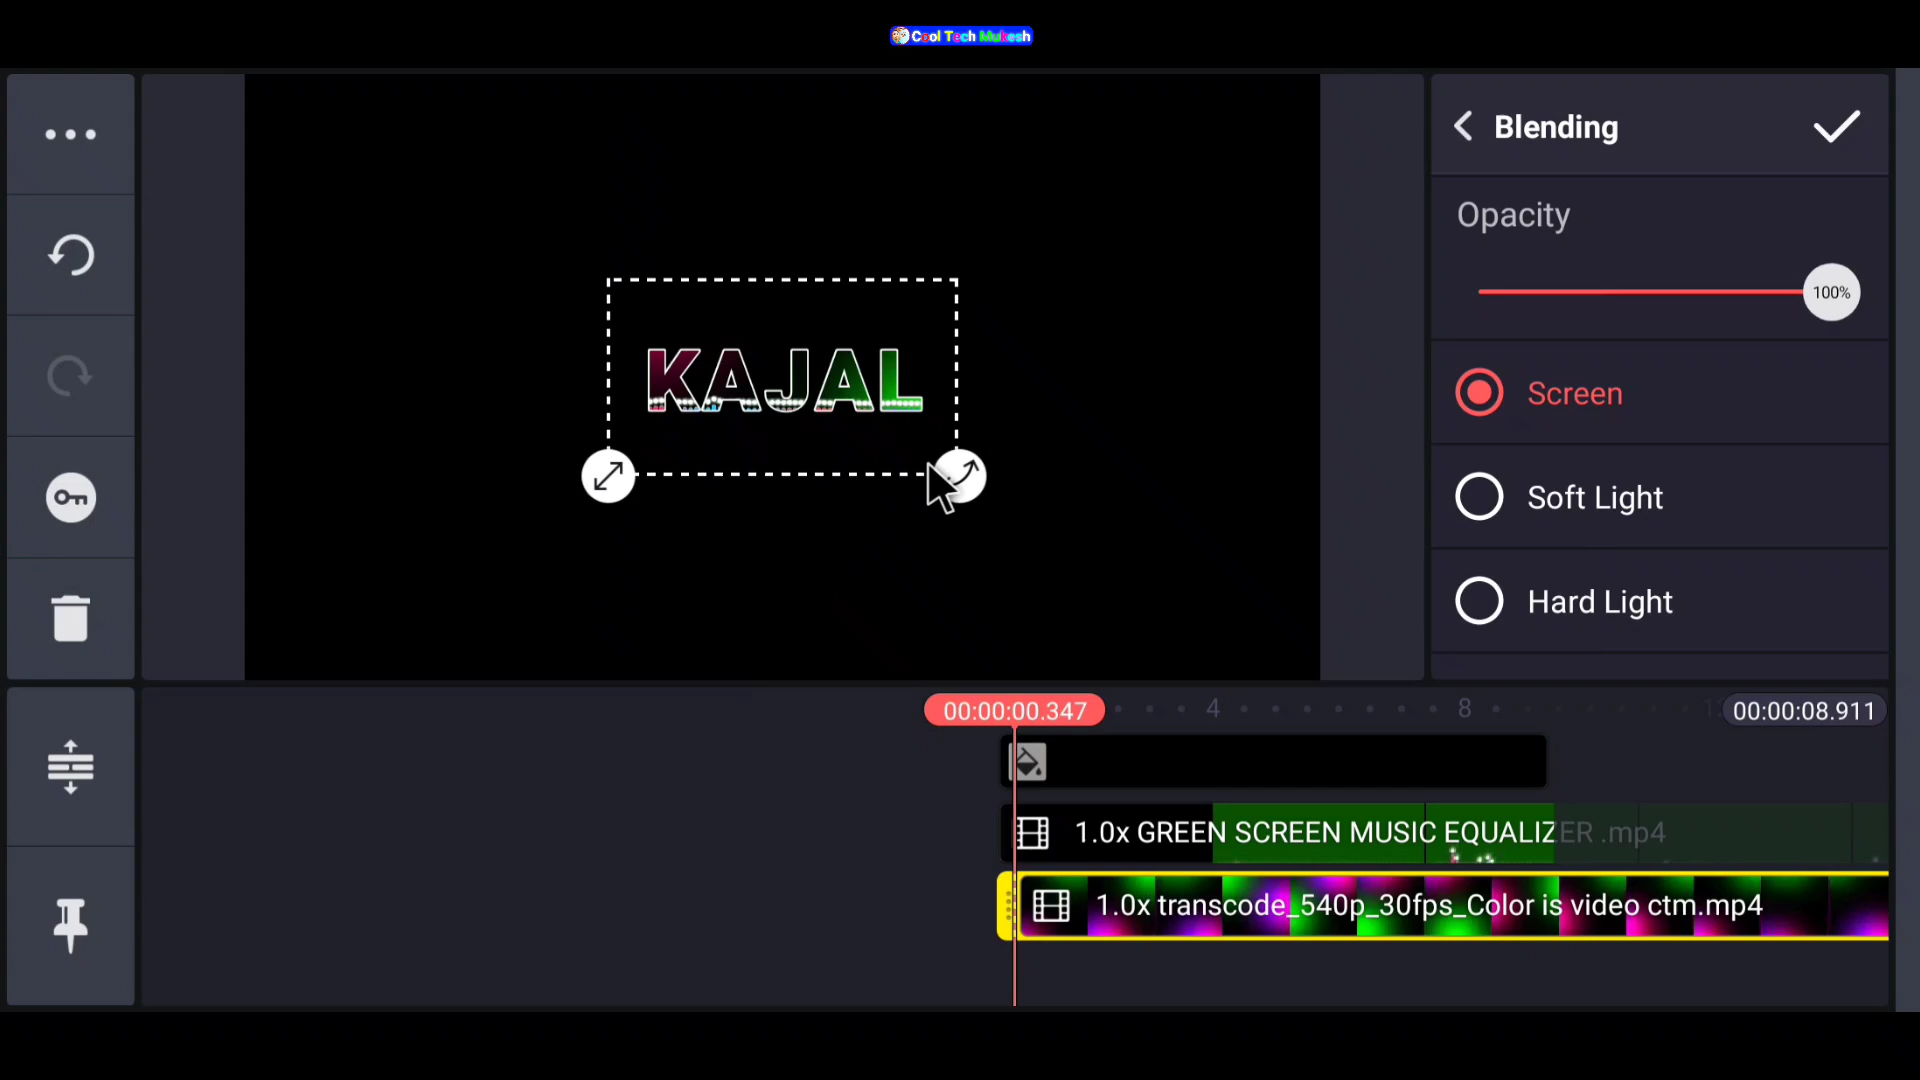 Cool Tech Mukesh
Blending
Opacity
100%
KAJAL
Screen
Soft Light
Hard Light
00:00:00.347
4
8
00:00:08.911
1.0x GREEN SCREEN MUSIC EQUALIZER .mp4
1.0x transcode_540p_30fps_Color is video ctm.mp4